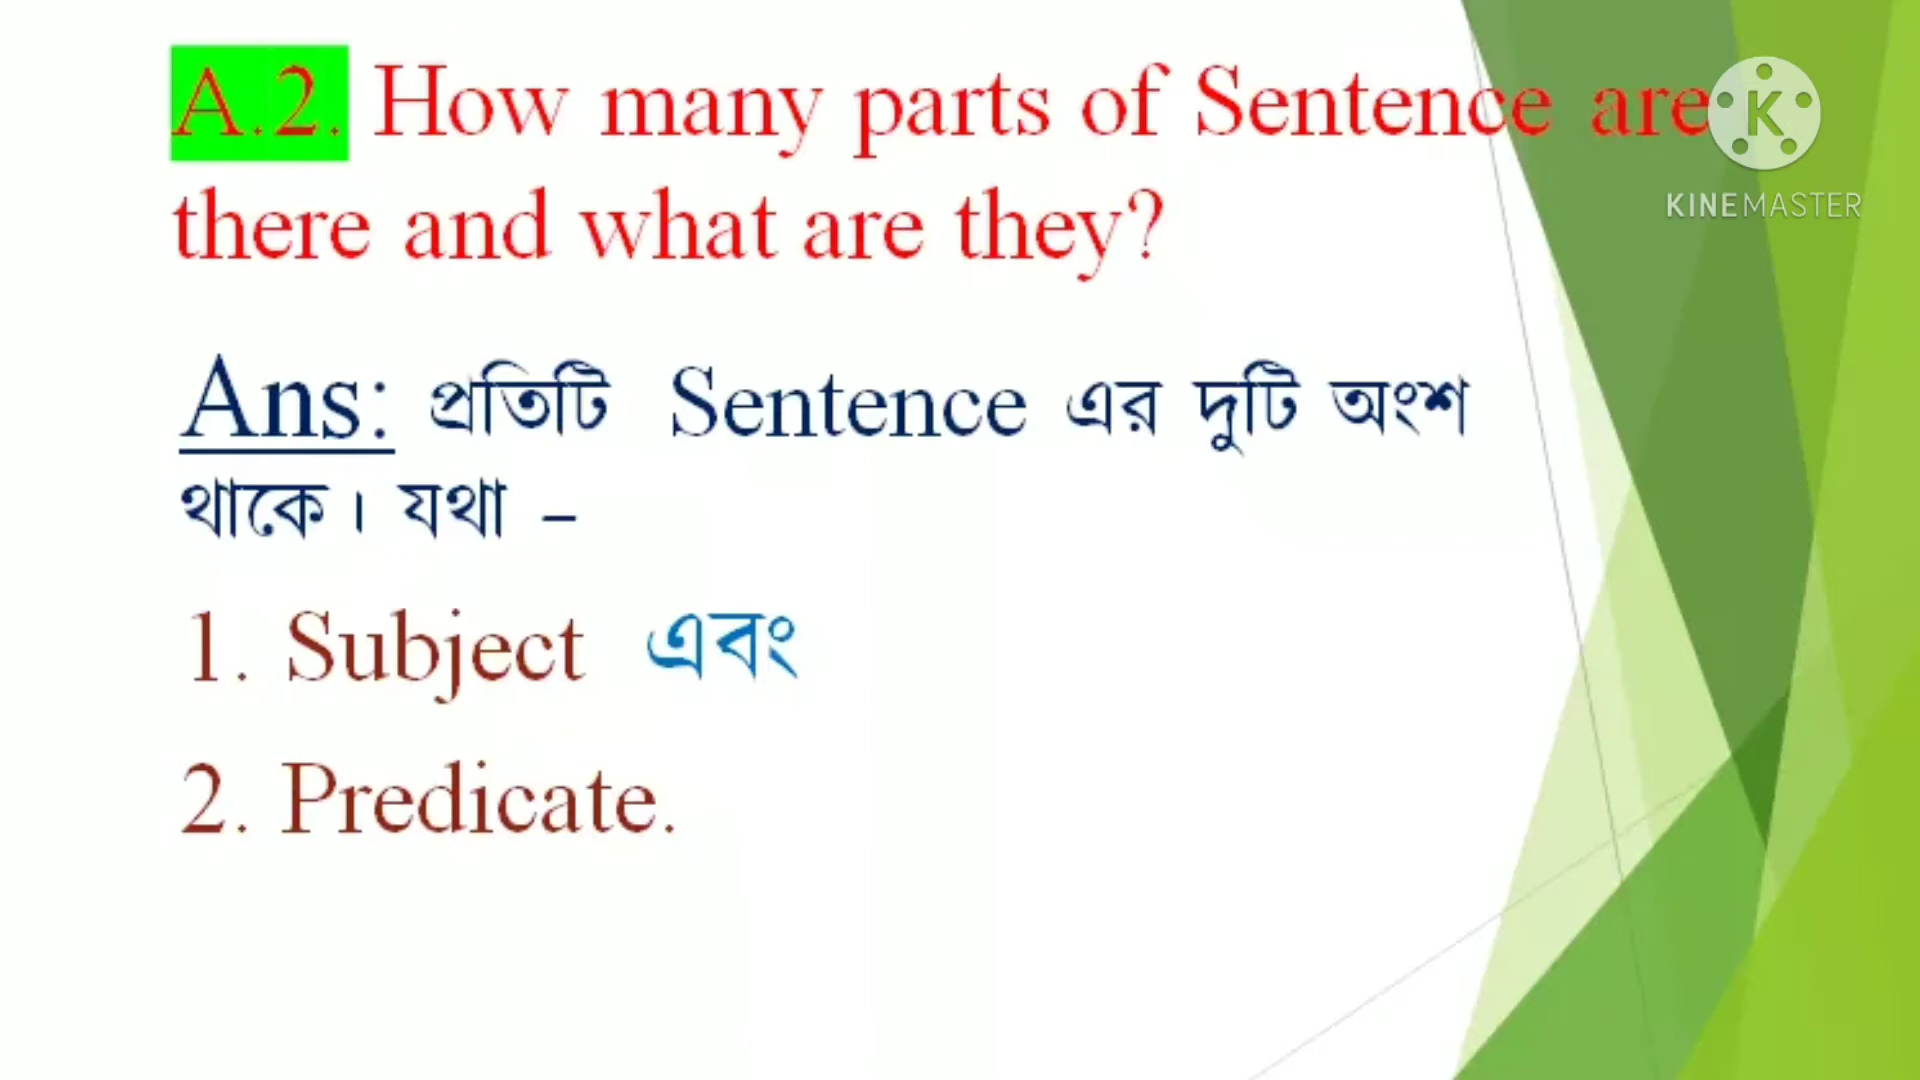 A.2. How many parts of Sentence are
there and what are they?
KINEMASTER
Ans: প্রতিটি Sentence এর দুটি অংশ
থাকে। যথা –
1. Subject এবং
2. Predicate.